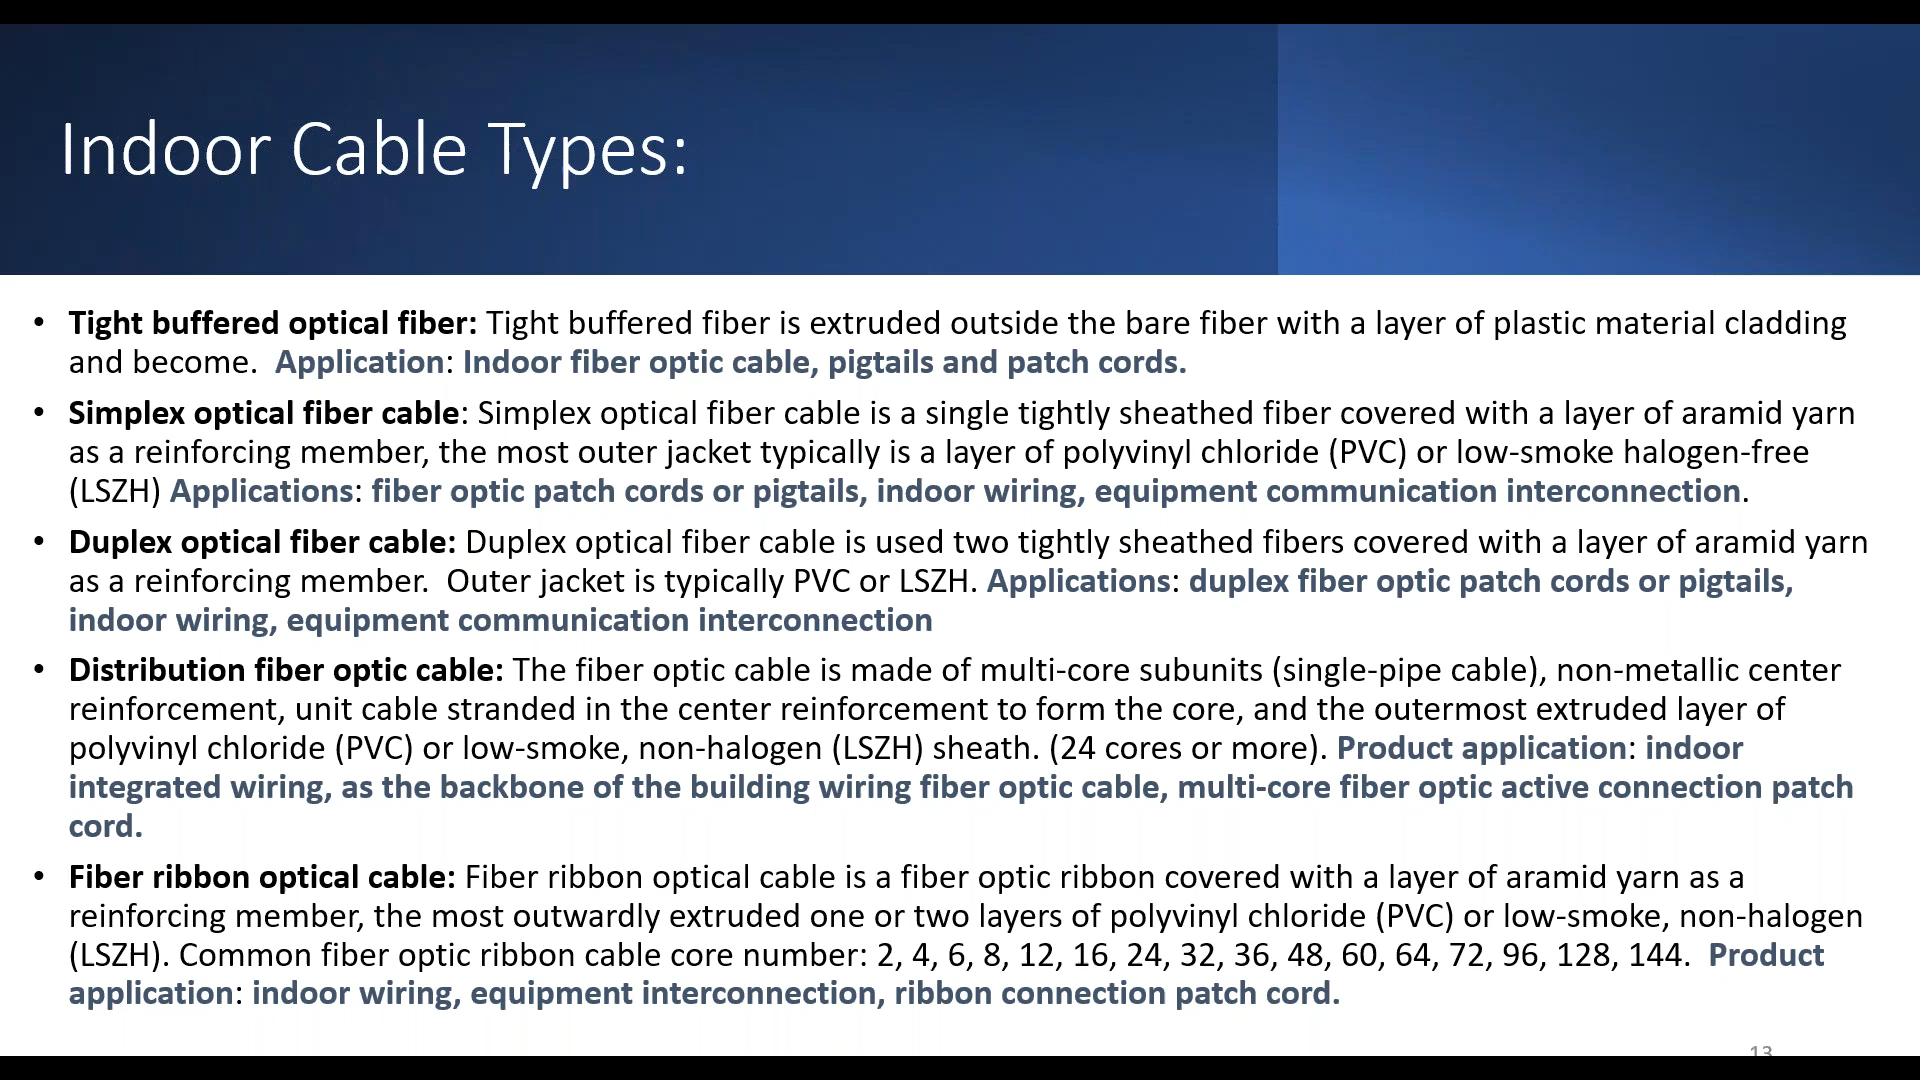 Indoor Cable Types:
• Tight buffered optical fiber: Tight buffered fiber is extruded outside the bare fiber with a layer of plastic material cladding
and become.  Application: Indoor fiber optic cable, pigtails and patch cords.
• Simplex optical fiber cable: Simplex optical fiber cable is a single tightly sheathed fiber covered with a layer of aramid yarn
as a reinforcing member, the most outer jacket typically is a layer of polyvinyl chloride (PVC) or low-smoke halogen-free
(LSZH) Applications: fiber optic patch cords or pigtails, indoor wiring, equipment communication interconnection.
• Duplex optical fiber cable: Duplex optical fiber cable is used two tightly sheathed fibers covered with a layer of aramid yarn
as a reinforcing member.  Outer jacket is typically PVC or LSZH. Applications: duplex fiber optic patch cords or pigtails,
indoor wiring, equipment communication interconnection
• Distribution fiber optic cable: The fiber optic cable is made of multi-core subunits (single-pipe cable), non-metallic center
reinforcement, unit cable stranded in the center reinforcement to form the core, and the outermost extruded layer of
polyvinyl chloride (PVC) or low-smoke, non-halogen (LSZH) sheath. (24 cores or more). Product application: indoor
integrated wiring, as the backbone of the building wiring fiber optic cable, multi-core fiber optic active connection patch
cord.
• Fiber ribbon optical cable: Fiber ribbon optical cable is a fiber optic ribbon covered with a layer of aramid yarn as a
reinforcing member, the most outwardly extruded one or two layers of polyvinyl chloride (PVC) or low-smoke, non-halogen
(LSZH). Common fiber optic ribbon cable core number: 2, 4, 6, 8, 12, 16, 24, 32, 36, 48, 60, 64, 72, 96, 128, 144.  Product
application: indoor wiring, equipment interconnection, ribbon connection patch cord.
13